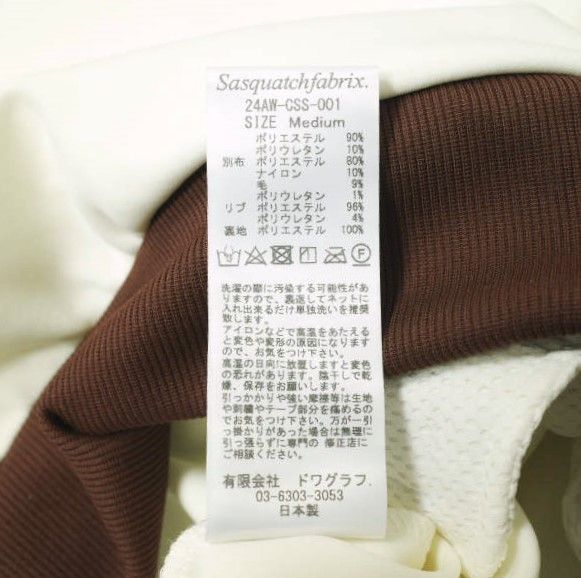 Sasquatchfabrix.
24AW-CSS-001
SIZE Medium
ポリエステル 90%
ポリウレタン 10%
別布 ポリエステル 80%
ナイロン 10%
毛 9%
ポリウレタン 1%
リブ ポリエステル 96%
ポリウレタン 4%
裏地 ポリエステル 100%
洗濯の際に汚染する可能性があ
りますので、裏返してネットに
入れ出来るだけ単独洗いを推奨
致します。
アイロンなどで高温をあたえる
と変色や変形の原因になります
ので、お気をつけ下さい。
高温の日向に放置しますと変色
の恐れがあります。陰干しで乾
燥、保存をお願い致します。
引っかかりや強い摩擦等は生地
や刺繍やテープ部分を痛めるの
でお気をつけ下さい。万が一引
っ掛かりがあった場合は無理に
引っ張らずに専門の 修正店に
ご相談ください。
有限会社 ドワグラフ.
03-6303-3053
日本製